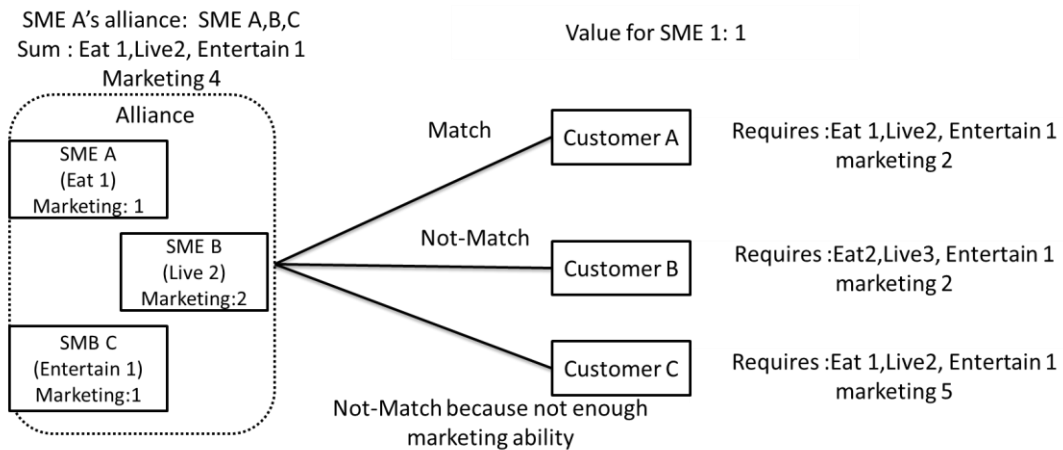 SME A's alliance: SME A,B,C
Sum : Eat 1,Live2, Entertain 1
Marketing 4
Value for SME 1: 1
Alliance
SME A
(Eat 1)
Marketing: 1
SME B
(Live 2)
Marketing:2
SMB C
(Entertain 1)
Marketing:1
Match
Customer A
Requires :Eat 1,Live2, Entertain 1
marketing 2
Not-Match
Customer B
Requires :Eat2,Live3, Entertain 1
marketing 2
Customer C
Requires :Eat 1,Live2, Entertain 1
marketing 5
Not-Match because not enough
marketing ability